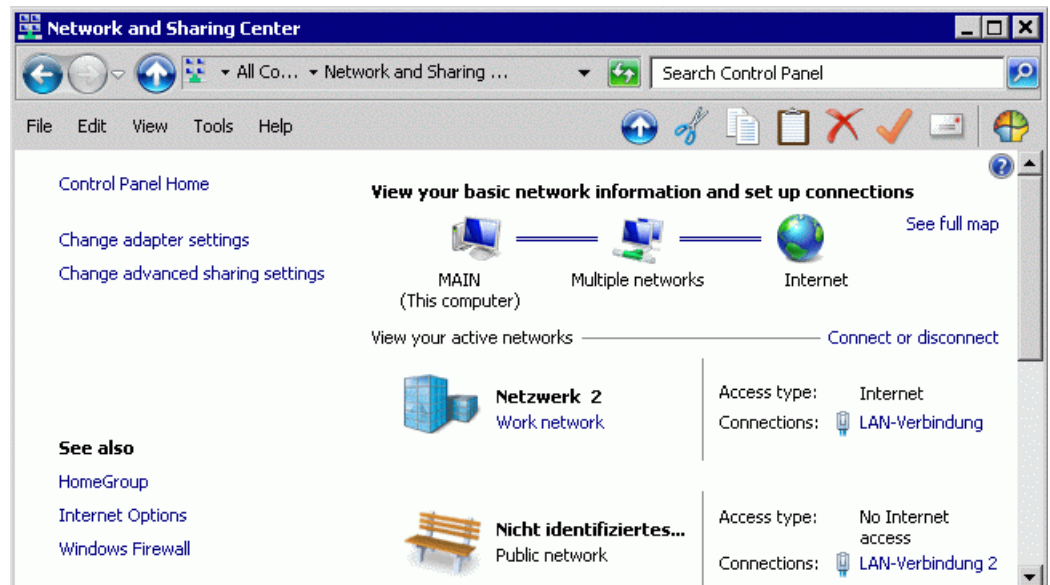 Network and Sharing Center
All Co... Network and Sharing ...
Search Control Panel
File Edit View Tools Help
Control Panel Home
Change adapter settings
Change advanced sharing settings
See also
HomeGroup
Internet Options
Windows Firewall
View your basic network information and set up connections
See full map
MAIN
(This computer)
Multiple networks
Internet
View your active networks
Connect or disconnect
Netzwerk 2
Work network
Access type: Internet
Connections: LAN-Verbindung
Nicht identifiziertes...
Public network
Access type: No Internet
access
Connections: LAN-Verbindung 2